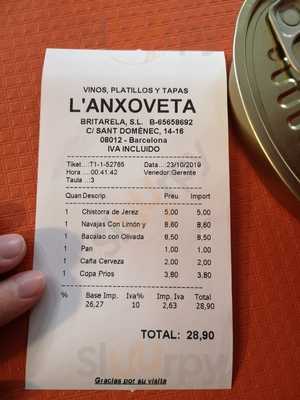 VINOS, PLATILLOS Y TAPAS
L'ANXOVETA
BRITARELA, S.L. B-65658692
C/ SANT DOMÈNEC, 14-16
08012 - Barcelona
IVA INCLUIDO
Tiket...:T1-1-52765 Data....:23/10/2019
Hora ....:00:41:42 Venedor:Gerente
Taula ..:3
Quan Descrip. Preu Import
1 Chistorra de Jerez 5,00 5,00
1 Navajas Con Limón y 8,60 8,60
1 Bacalao con Olivada 8,50 8,50
1 Pan 1,00 1,00
1 Caña Cerveza 2,00 2,00
1 Copa Prios 3,80 3,80
% Base Imp. Iva% Imp. Iva Total
26,27 10 2,63 28,90
TOTAL: 28,90
Gracias por su visita